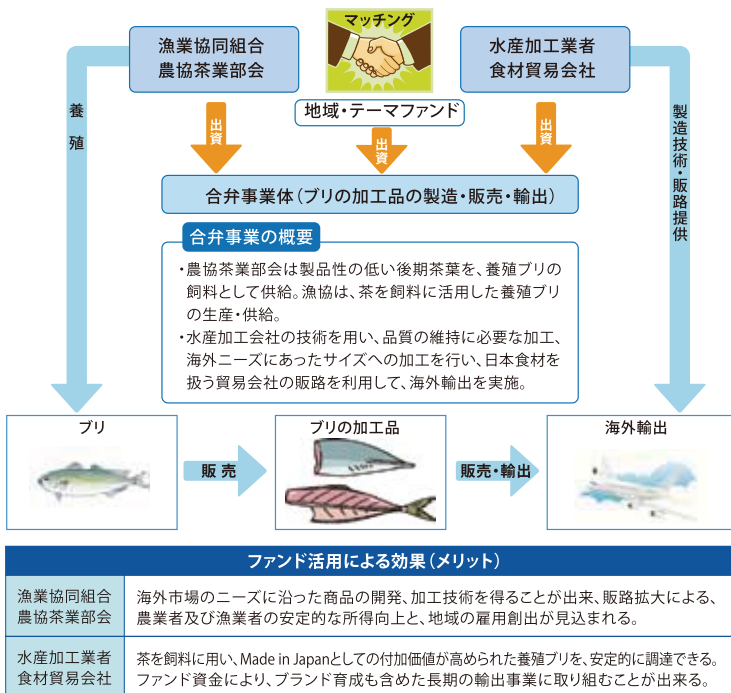 マッチング
漁業協同組合
農協茶業部会
水産加工業者
食材貿易会社
地域・テーマファンド
養殖
出資
出資
出資
製造技術・販路提供
合弁事業体（ブリの加工品の製造・販売・輸出）
合弁事業の概要
・農協茶業部会は製品性の低い後期茶葉を、養殖ブリの
飼料として供給。漁協は、茶を飼料に活用した養殖ブリ
の生産・供給。
・水産加工会社の技術を用い、品質の維持に必要な加工、
海外ニーズにあったサイズへの加工を行い、日本食材を
扱う貿易会社の販路を利用して、海外輸出を実施。
ブリ
販売
ブリの加工品
販売・輸出
海外輸出
ファンド活用による効果（メリット）
漁業協同組合
農協茶業部会
海外市場のニーズに沿った商品の開発、加工技術を得ることが出来、販路拡大による、
農業者及び漁業者の安定的な所得向上と、地域の雇用創出が見込まれる。
水産加工業者
食材貿易会社
茶を飼料に用い、Made in Japanとしての付加価値が高められた養殖ブリを、安定的に調達できる。
ファンド資金により、ブランド育成も含めた長期の輸出事業に取り組むことが出来る。